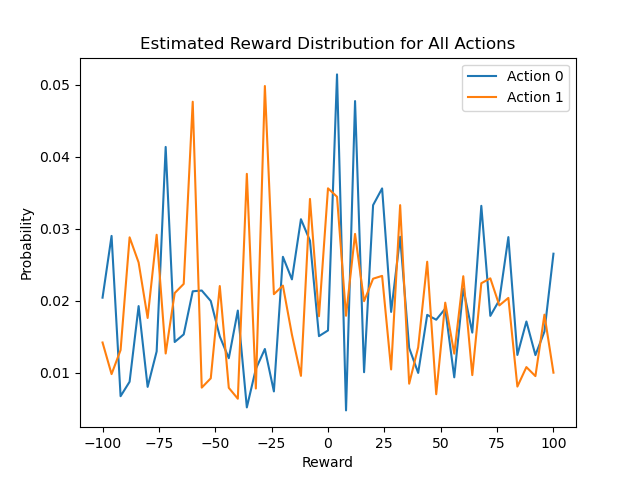 Estimated Reward Distribution for All Actions
Action 0
Action 1
Probability
0.05
0.04
0.03
0.02
0.01
−100
−75
−50
−25
0
25
50
75
100
Reward